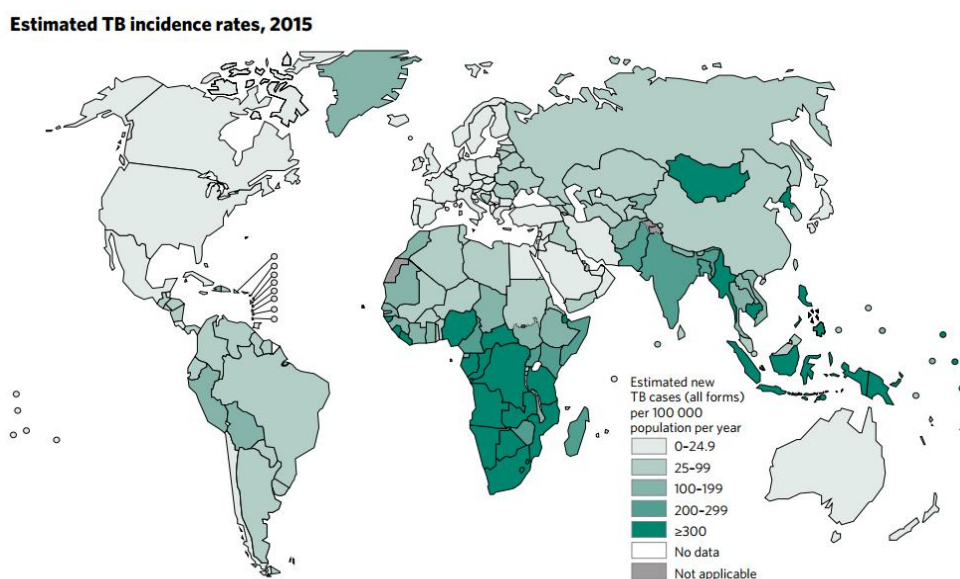 Estimated TB incidence rates, 2015
Estimated new
TB cases (all forms)
per 100 000
population per year
0–24.9
25–99
100–199
200–299
≥300
No data
Not applicable